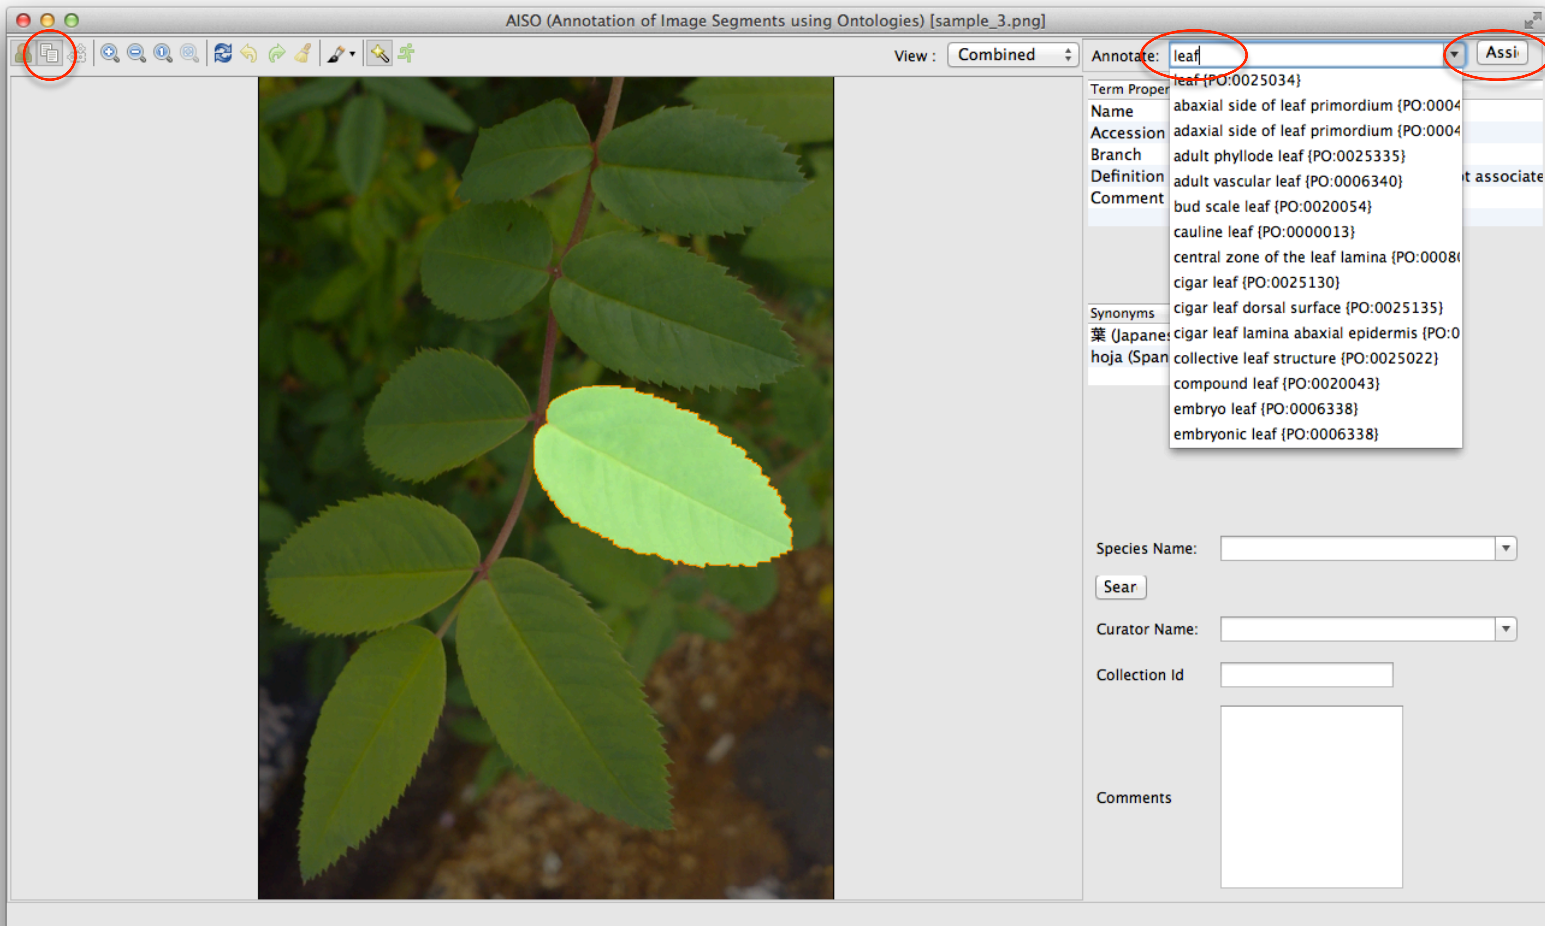 AISO (Annotation of Image Segments using Ontologies) [sample_3.png]
View : Combined
Annotate: leaf Assi
leaf {PO:0025034}
Term Proper
abaxial side of leaf primordium {PO:0004
Name
adaxial side of leaf primordium {PO:0004
Accession
adult phyllode leaf {PO:0025335}
Branch
adult vascular leaf {PO:0006340}
Definition t associate
Comment
bud scale leaf {PO:0020054}
cauline leaf {PO:0000013}
central zone of the leaf lamina {PO:0008
cigar leaf {PO:0025130}
cigar leaf dorsal surface {PO:0025135}
Synonyms
cigar leaf lamina abaxial epidermis {PO:0
葉 (Japanes
hoja (Span
collective leaf structure {PO:0025022}
compound leaf {PO:0020043}
embryo leaf {PO:0006338}
embryonic leaf {PO:0006338}
Species Name:
Sear
Curator Name:
Collection Id
Comments